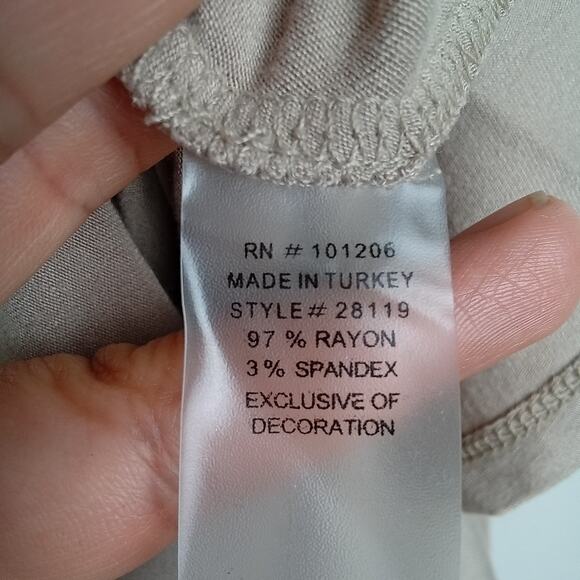 RN # 101206
MADE IN TURKEY
STYLE# 28119
97 % RAYON
3% SPANDEX
EXCLUSIVE OF
DECORATION